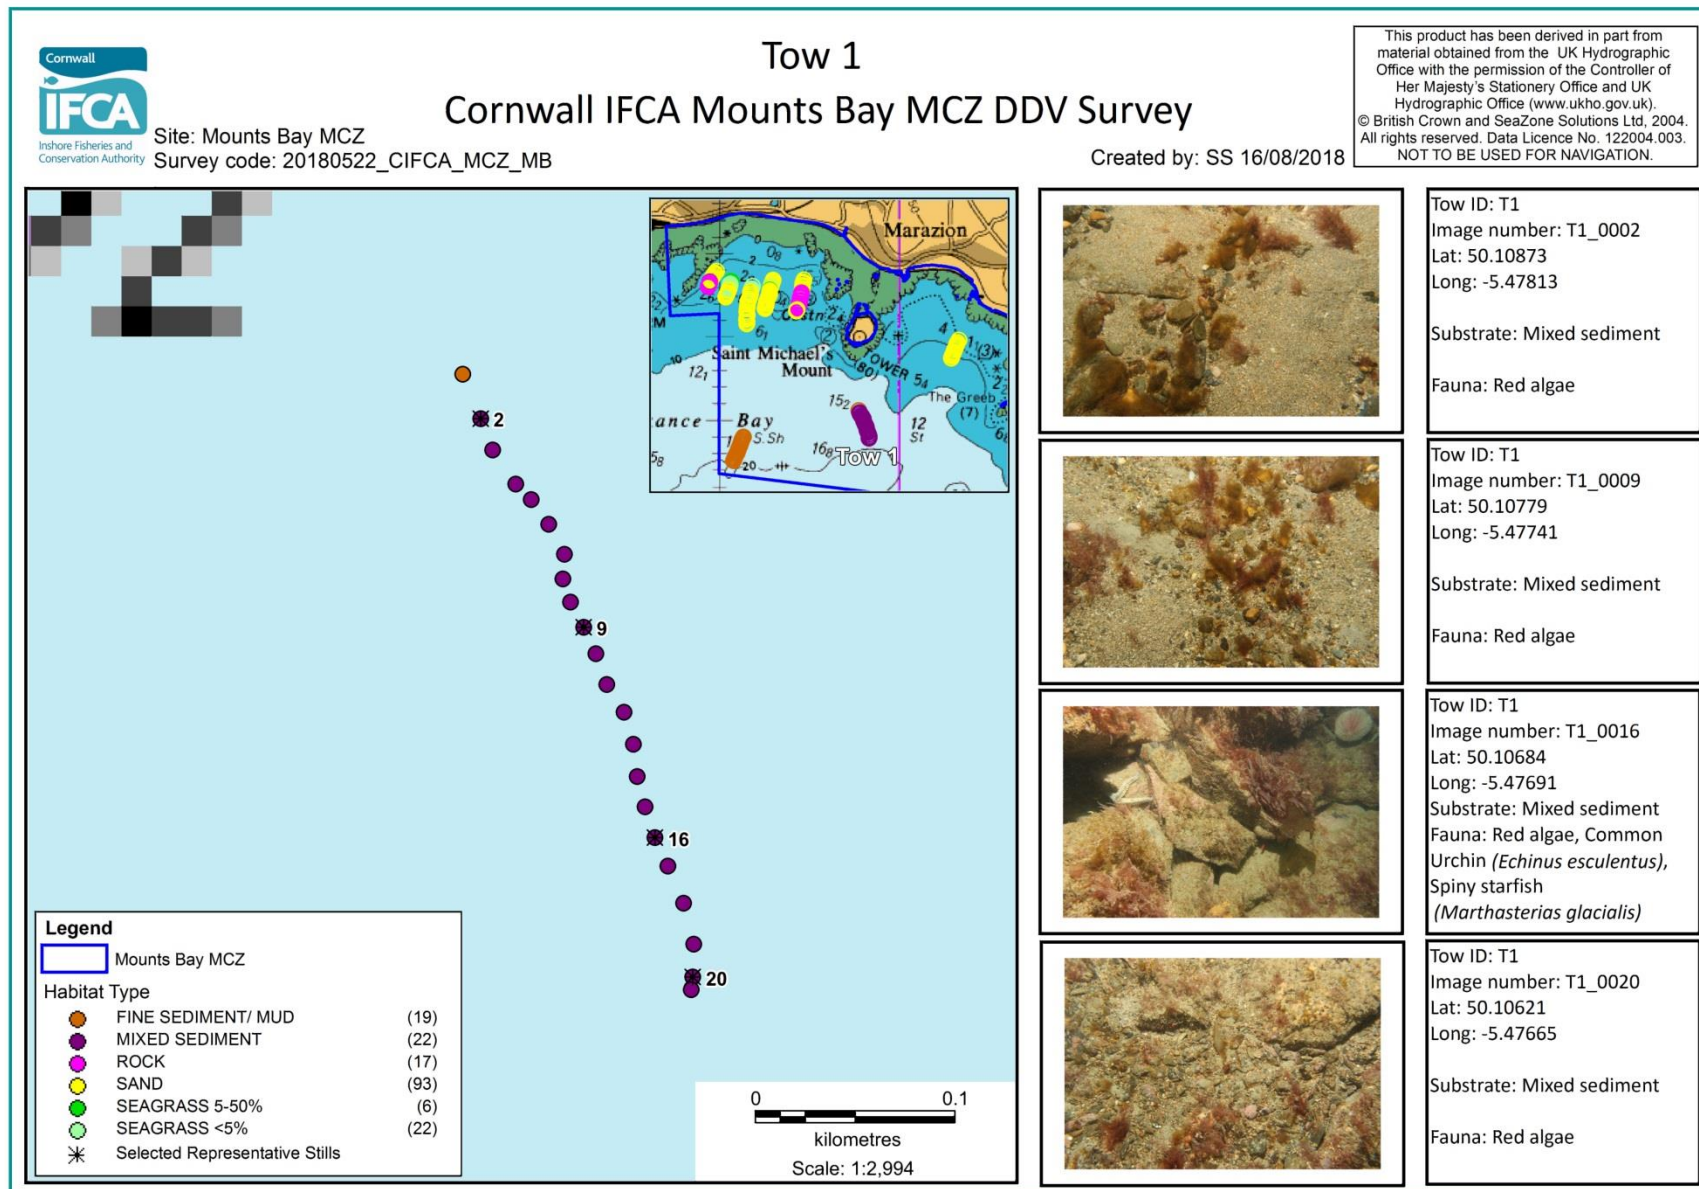 Cornwall
IFCA
Inshore Fisheries and
Conservation Authority
Tow 1
Cornwall IFCA Mounts Bay MCZ DDV Survey
Site: Mounts Bay MCZ
Survey code: 20180522_CIFCA_MCZ_MB
Created by: SS 16/08/2018
This product has been derived in part from
material obtained from the UK Hydrographic
Office with the permission of the Controller of
Her Majesty's Stationery Office and UK
Hydrographic Office (www.ukho.gov.uk).
© British Crown and SeaZone Solutions Ltd, 2004.
All rights reserved. Data Licence No. 122004.003.
NOT TO BE USED FOR NAVIGATION.
Marazion
Saint Michael's
Mount
TOWER
(80)
The Greeb
(7)
ance Bay
S.Sh
12
St
Tow 1
2
9
16
20
Legend
Mounts Bay MCZ
Habitat Type
FINE SEDIMENT/ MUD (19)
MIXED SEDIMENT (22)
ROCK (17)
SAND (93)
SEAGRASS 5-50% (6)
SEAGRASS <5% (22)
Selected Representative Stills
0 0.1
kilometres
Scale: 1:2,994
Tow ID: T1
Image number: T1_0002
Lat: 50.10873
Long: -5.47813
Substrate: Mixed sediment
Fauna: Red algae
Tow ID: T1
Image number: T1_0009
Lat: 50.10779
Long: -5.47741
Substrate: Mixed sediment
Fauna: Red algae
Tow ID: T1
Image number: T1_0016
Lat: 50.10684
Long: -5.47691
Substrate: Mixed sediment
Fauna: Red algae, Common
Urchin (Echinus esculentus),
Spiny starfish
(Marthasterias glacialis)
Tow ID: T1
Image number: T1_0020
Lat: 50.10621
Long: -5.47665
Substrate: Mixed sediment
Fauna: Red algae